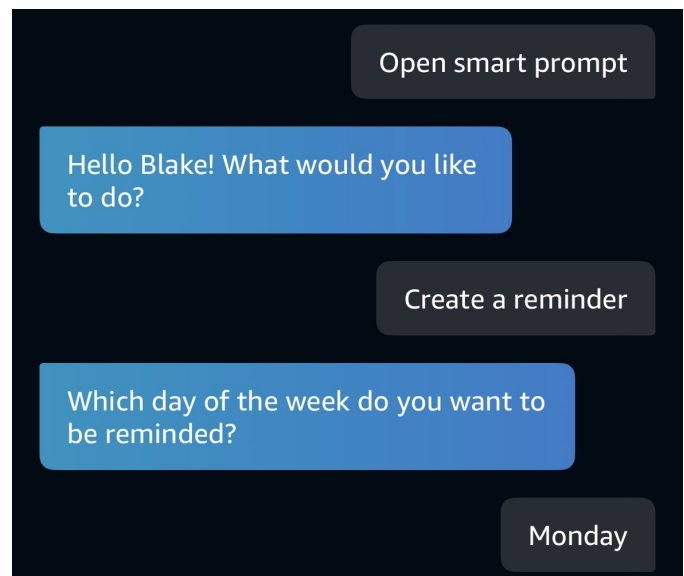 Open smart prompt
Hello Blake! What would you like
to do?
Create a reminder
Which day of the week do you want to
be reminded?
Monday